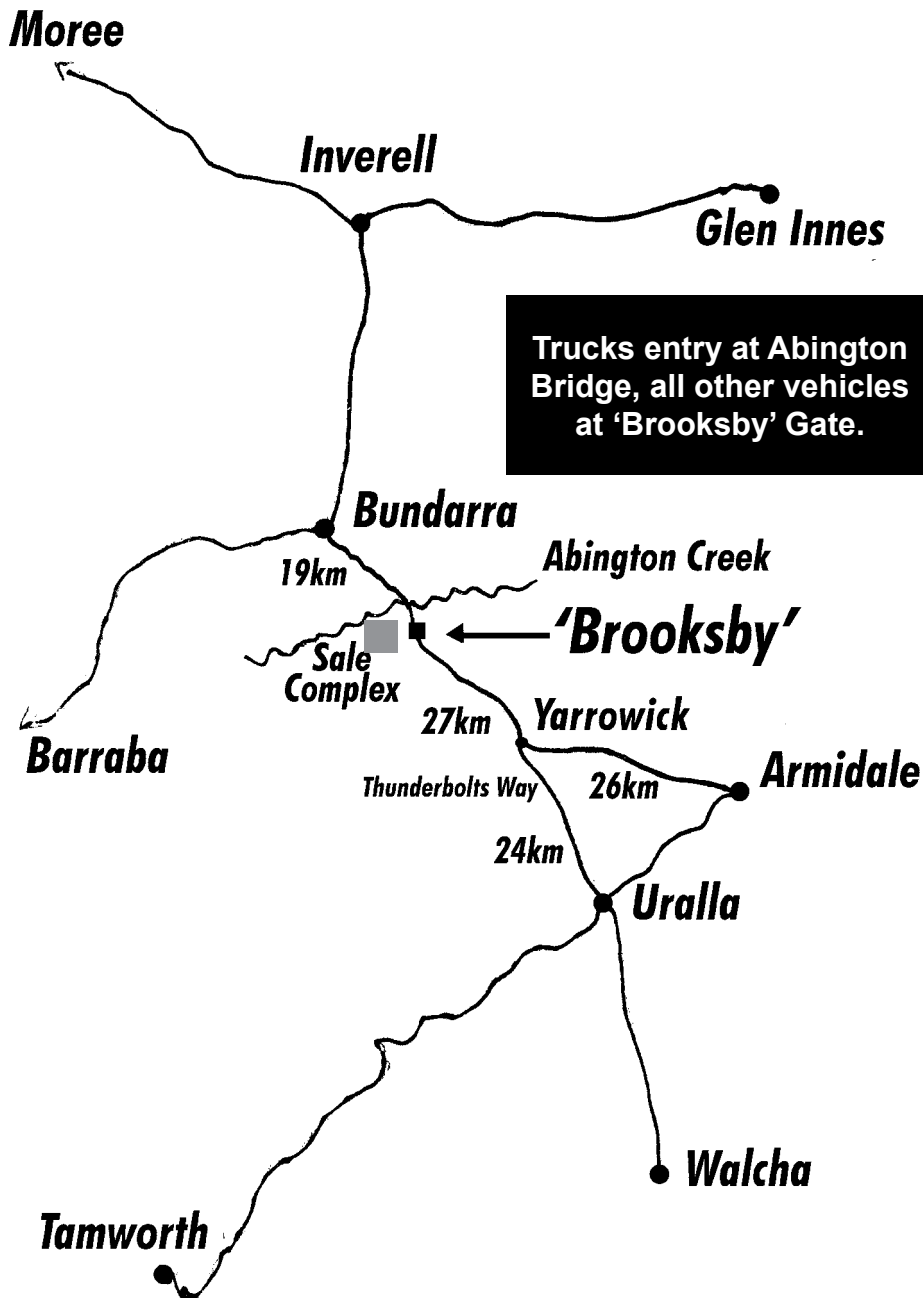 Moree
Inverell
Glen Innes
Trucks entry at Abington
Bridge, all other vehicles
at ‘Brooksby’ Gate.
Bundarra
19km
Abington Creek
‘Brooksby’
Sale
Complex
27km
Yarrowick
Barraba
Thunderbolts Way
26km
Armidale
24km
Uralla
Walcha
Tamworth